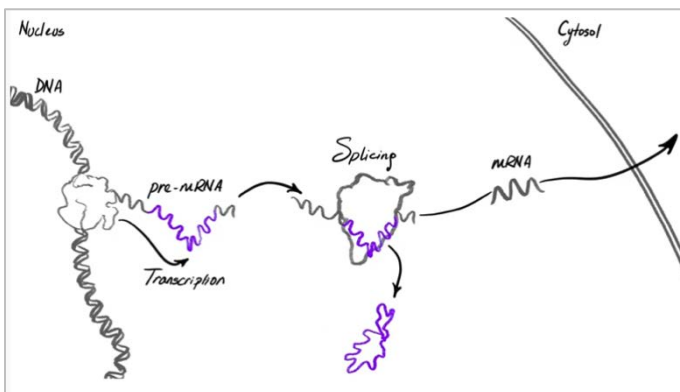 Nucleus
Cytosol
DNA
Splicing
mRNA
pre-mRNA
Transcription